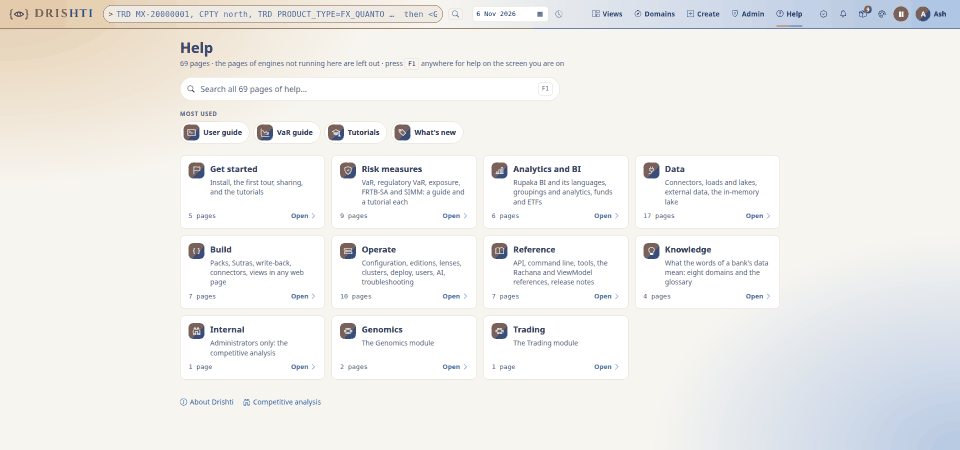 {👁} DRISHTI
> TRD MX-20000001, CPTY north, TRD PRODUCT_TYPE=FX_QUANTO … then <G
6 Nov 2026
Views
Domains
Create
Admin
Help
A Ash
Help
69 pages · the pages of engines not running here are left out · press F1 anywhere for help on the screen you are on
Search all 69 pages of help... F1
MOST USED
User guide
VaR guide
Tutorials
What's new
Get started
Install, the first tour, sharing,
and the tutorials
5 pages Open
Risk measures
VaR, regulatory VaR, exposure,
FRTB-SA and SIMM: a guide and
a tutorial each
9 pages Open
Analytics and BI
Rupaka BI and its languages,
groupings and analytics, funds
and ETFs
6 pages Open
Data
Connectors, loads and lakes,
external data, the in-memory
lake
17 pages Open
Build
Packs, Sutras, write-back,
connectors, views in any web
page
7 pages Open
Operate
Configuration, editions, lenses,
clusters, deploy, users, AI,
troubleshooting
10 pages Open
Reference
API, command line, tools, the
Rachana and ViewModel
references, release notes
7 pages Open
Knowledge
What the words of a bank's data
mean: eight domains and the
glossary
4 pages Open
Internal
Administrators only: the
competitive analysis
1 page Open
Genomics
The Genomics module
2 pages Open
Trading
The Trading module
1 page Open
About Drishti
Competitive analysis